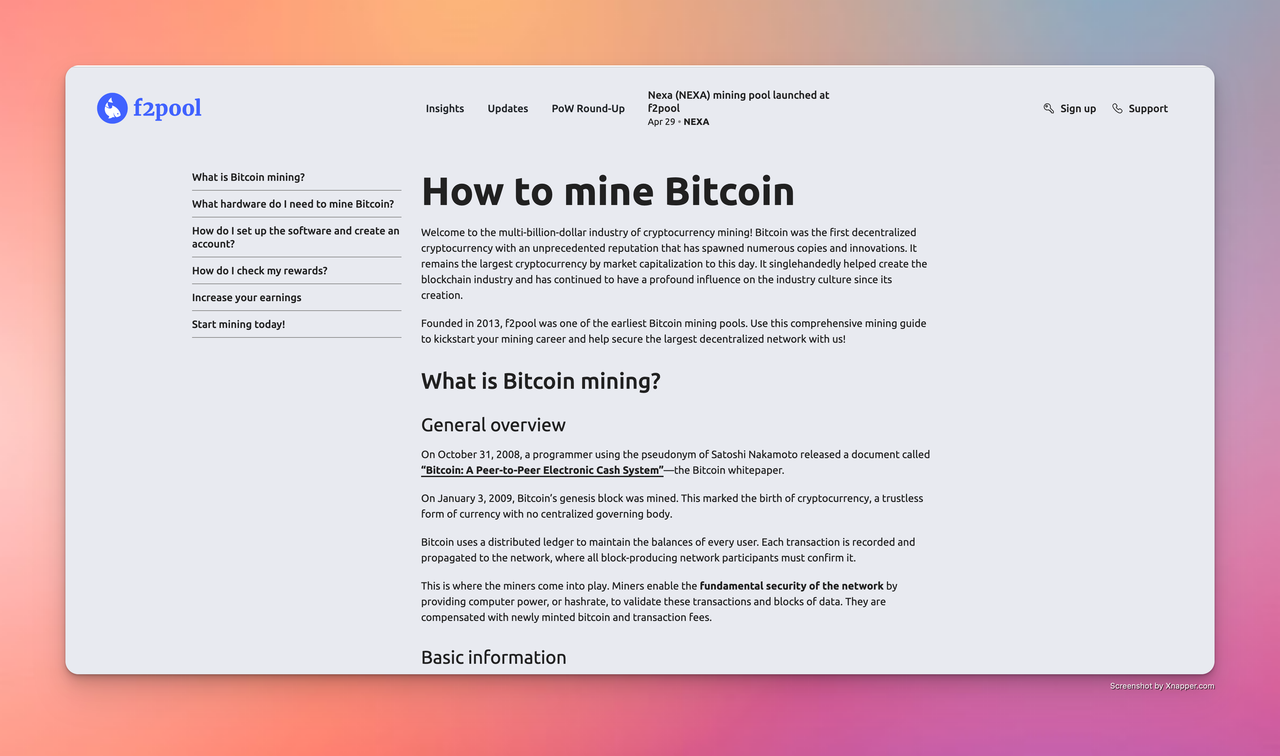 f2pool
Insights
Updates
PoW Round-Up
Nexa (NEXA) mining pool launched at
f2pool
Apr 29 • NEXA
Sign up
Support
What is Bitcoin mining?
What hardware do I need to mine Bitcoin?
How do I set up the software and create an
account?
How do I check my rewards?
Increase your earnings
Start mining today!
How to mine Bitcoin
Welcome to the multi-billion-dollar industry of cryptocurrency mining! Bitcoin was the first decentralized
cryptocurrency with an unprecedented reputation that has spawned numerous copies and innovations. It
remains the largest cryptocurrency by market capitalization to this day. It singlehandedly helped create the
blockchain industry and has continued to have a profound influence on the industry culture since its
creation.
Founded in 2013, f2pool was one of the earliest Bitcoin mining pools. Use this comprehensive mining guide
to kickstart your mining career and help secure the largest decentralized network with us!
What is Bitcoin mining?
General overview
On October 31, 2008, a programmer using the pseudonym of Satoshi Nakamoto released a document called
“Bitcoin: A Peer-to-Peer Electronic Cash System”—the Bitcoin whitepaper.
On January 3, 2009, Bitcoin’s genesis block was mined. This marked the birth of cryptocurrency, a trustless
form of currency with no centralized governing body.
Bitcoin uses a distributed ledger to maintain the balances of every user. Each transaction is recorded and
propagated to the network, where all block-producing network participants must confirm it.
This is where the miners come into play. Miners enable the fundamental security of the network by
providing computer power, or hashrate, to validate these transactions and blocks of data. They are
compensated with newly minted bitcoin and transaction fees.
Basic information
Screenshot by Xnapper.com